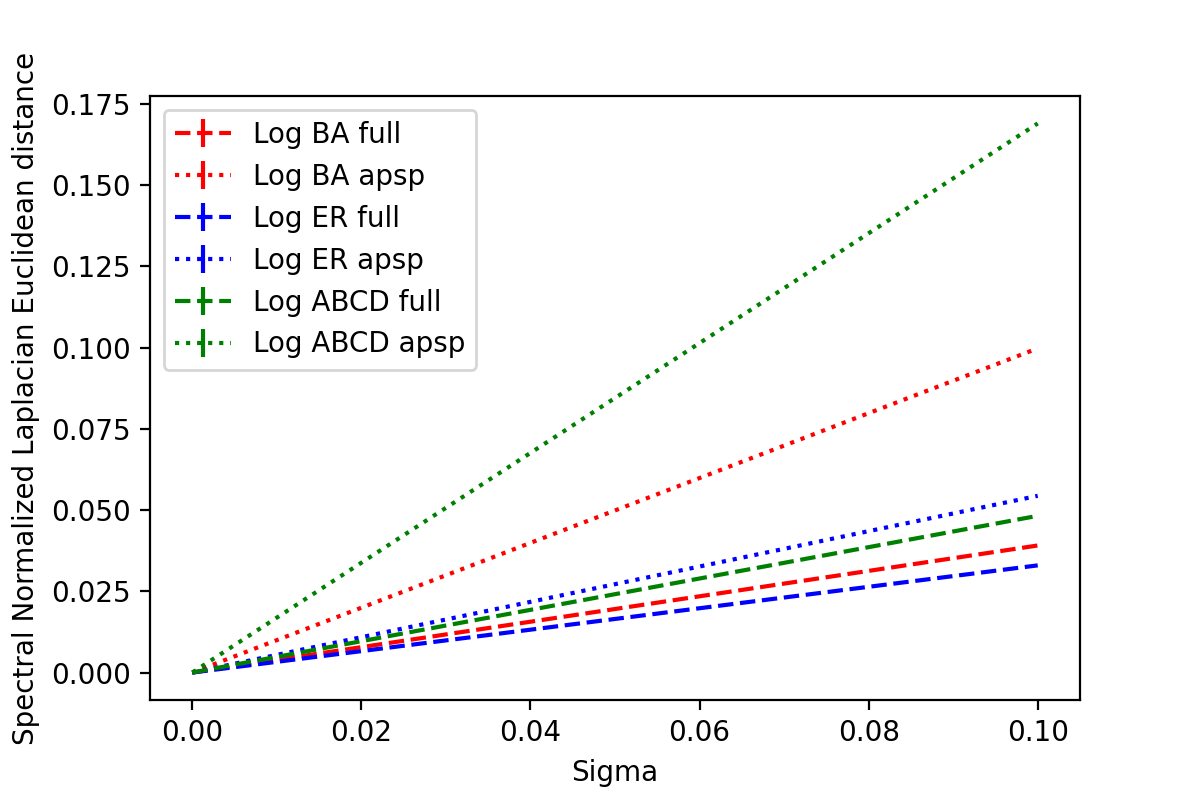 Spectral Normalized Laplacian Euclidean distance
0.175
0.150
0.125
0.100
0.075
0.050
0.025
0.000
Log BA full
Log BA apsp
Log ER full
Log ER apsp
Log ABCD full
Log ABCD apsp
0.00 0.02 0.04 0.06 0.08 0.10
Sigma